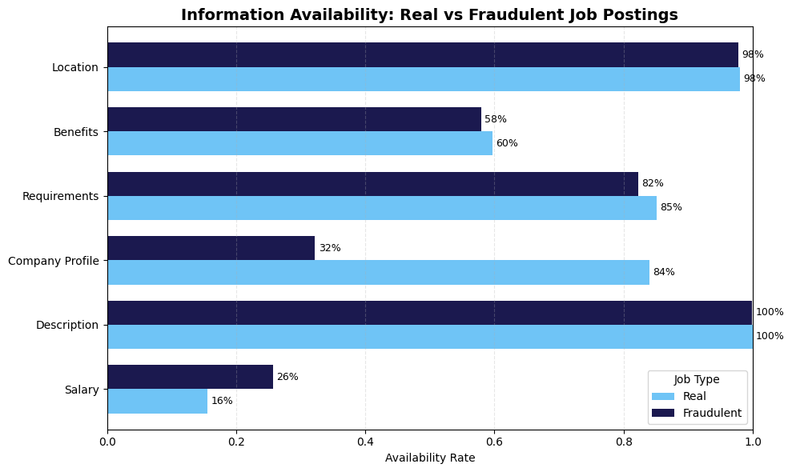 Information Availability: Real vs Fraudulent Job Postings
Location
98%
98%
Benefits
58%
60%
Requirements
82%
85%
Company Profile
32%
84%
Description
100%
100%
Salary
26%
16%
Job Type
Real
Fraudulent
0.0 0.2 0.4 0.6 0.8 1.0
Availability Rate